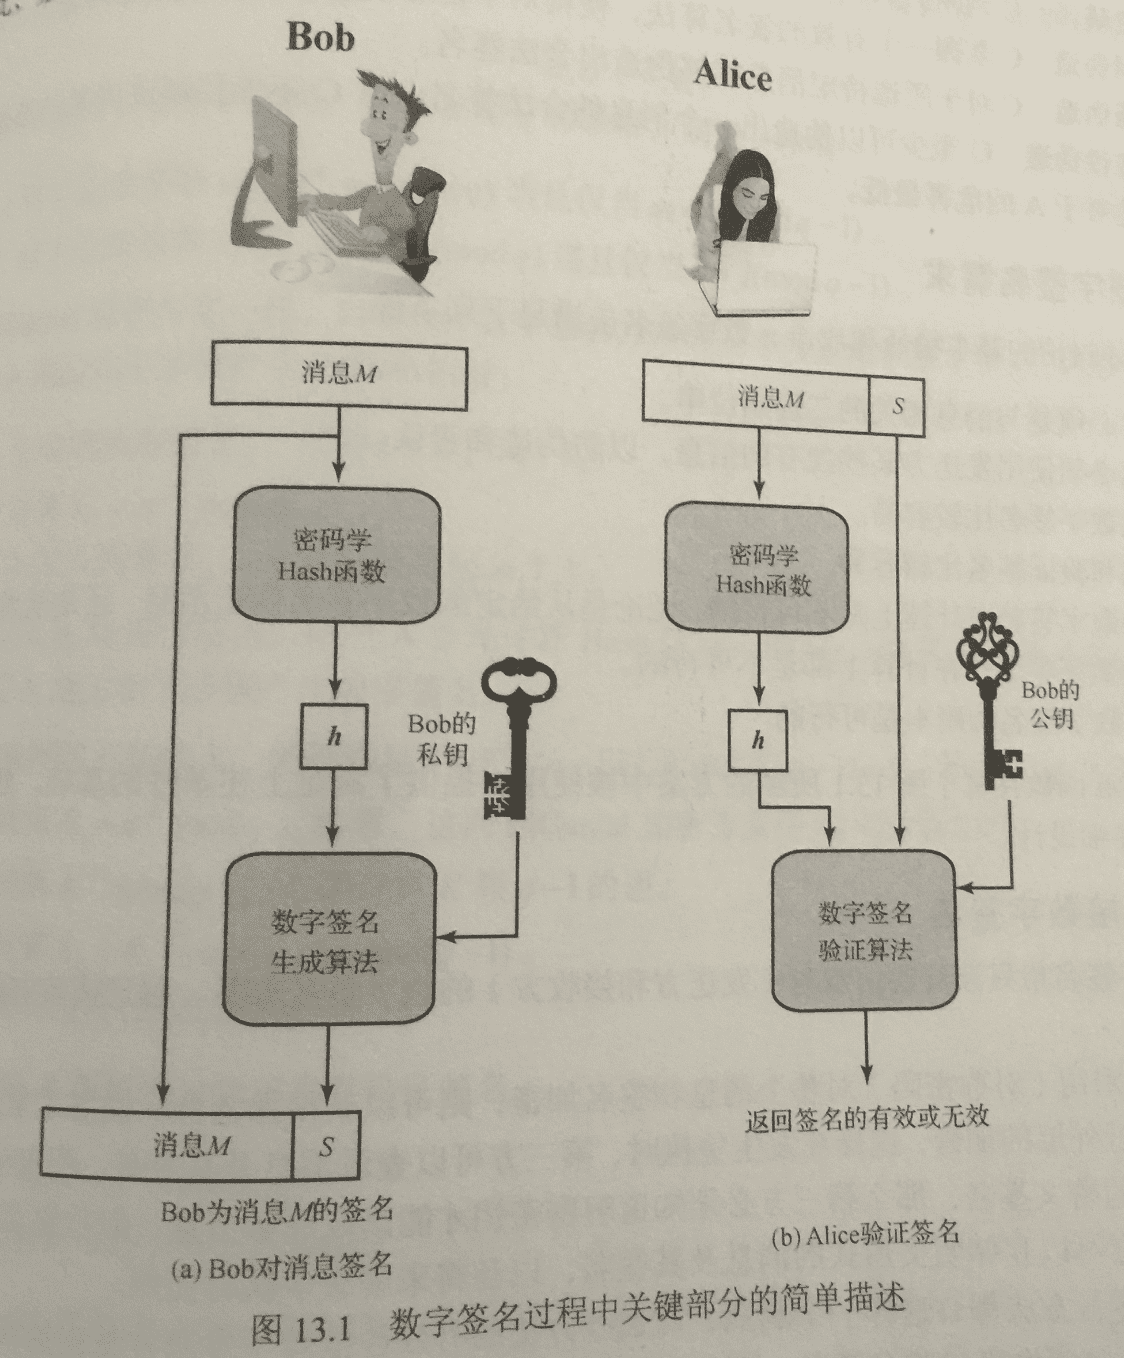 Bob
消息M
密码学
Hash函数
h
Bob的
私钥
数字签名
生成算法
消息M
S
Bob为消息M的签名
(a) Bob对消息签名
Alice
消息M
S
密码学
Hash函数
h
Bob的
公钥
数字签名
验证算法
返回签名的有效或无效
(b) Alice验证签名
图 13.1 数字签名过程中关键部分的简单描述